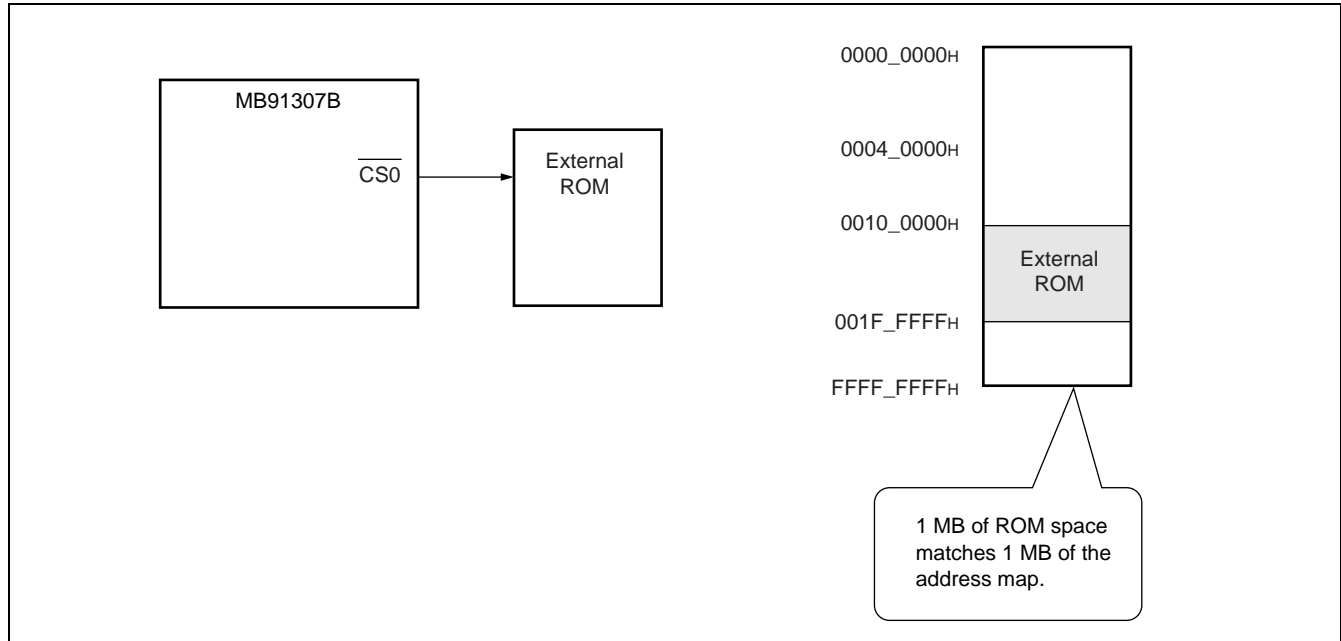 MB91307B
CS0
External
ROM
0000_0000H
0004_0000H
0010_0000H
External
ROM
001F_FFFFH
FFFF_FFFFH
1 MB of ROM space
matches 1 MB of the
address map.